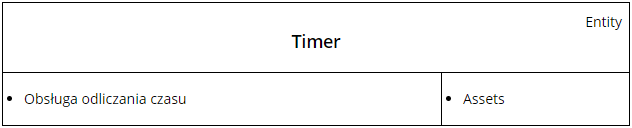 Entity
Timer
• Obsługa odliczania czasu
• Assets